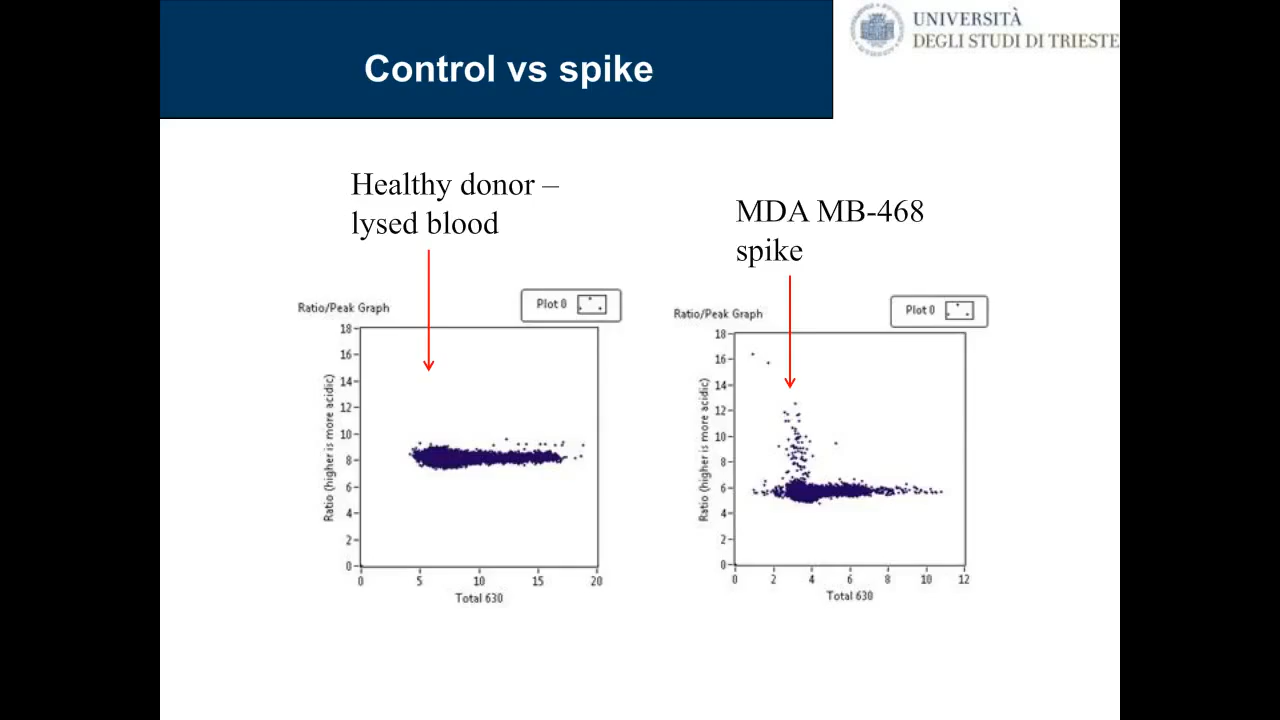 Control vs spike
UNIVERSITÀ
DEGLI STUDI DI TRIESTE
Healthy donor –
lysed blood
MDA MB-468
spike
Ratio/Peak Graph
Plot 0
18
16
14
12
10
8
6
4
2
0
Ratio (higher is more acidic)
0 5 10 15 20
Total 630
Ratio/Peak Graph
Plot 0
18
16
14
12
10
8
6
4
2
0
Ratio (higher is more acidic)
0 2 4 6 8 10 12
Total 630